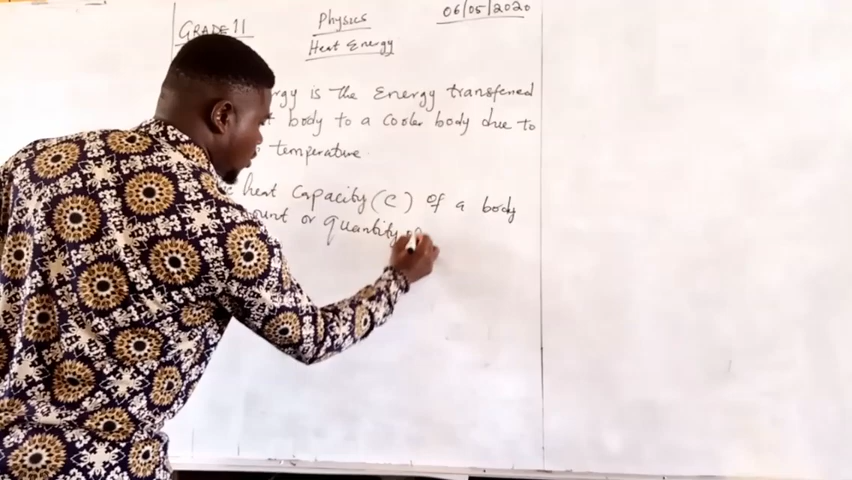 GRADE 11
Physics
06/05/2020
Heat Energy
rgy is the Energy transferred
t body to a cooler body due to
temperature.
heat capacity (C) of a body
ount or quantity